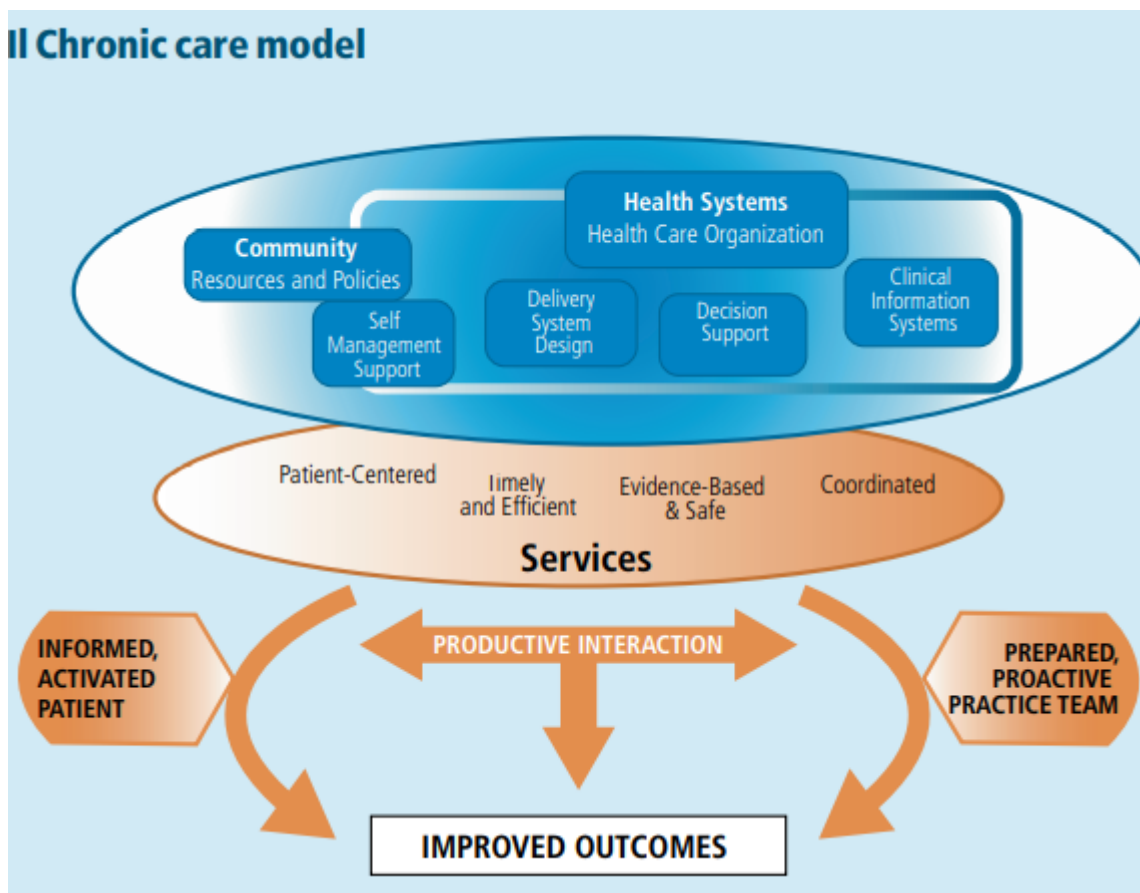 Il Chronic care model
Health Systems
Health Care Organization
Community
Resources and Policies
Self
Management
Support
Delivery
System
Design
Decision
Support
Clinical
Information
Systems
Patient-Centered
Timely
and Efficient
Evidence-Based
& Safe
Coordinated
Services
PRODUCTIVE INTERACTION
INFORMED,
ACTIVATED
PATIENT
PREPARED,
PROACTIVE
PRACTICE TEAM
IMPROVED OUTCOMES